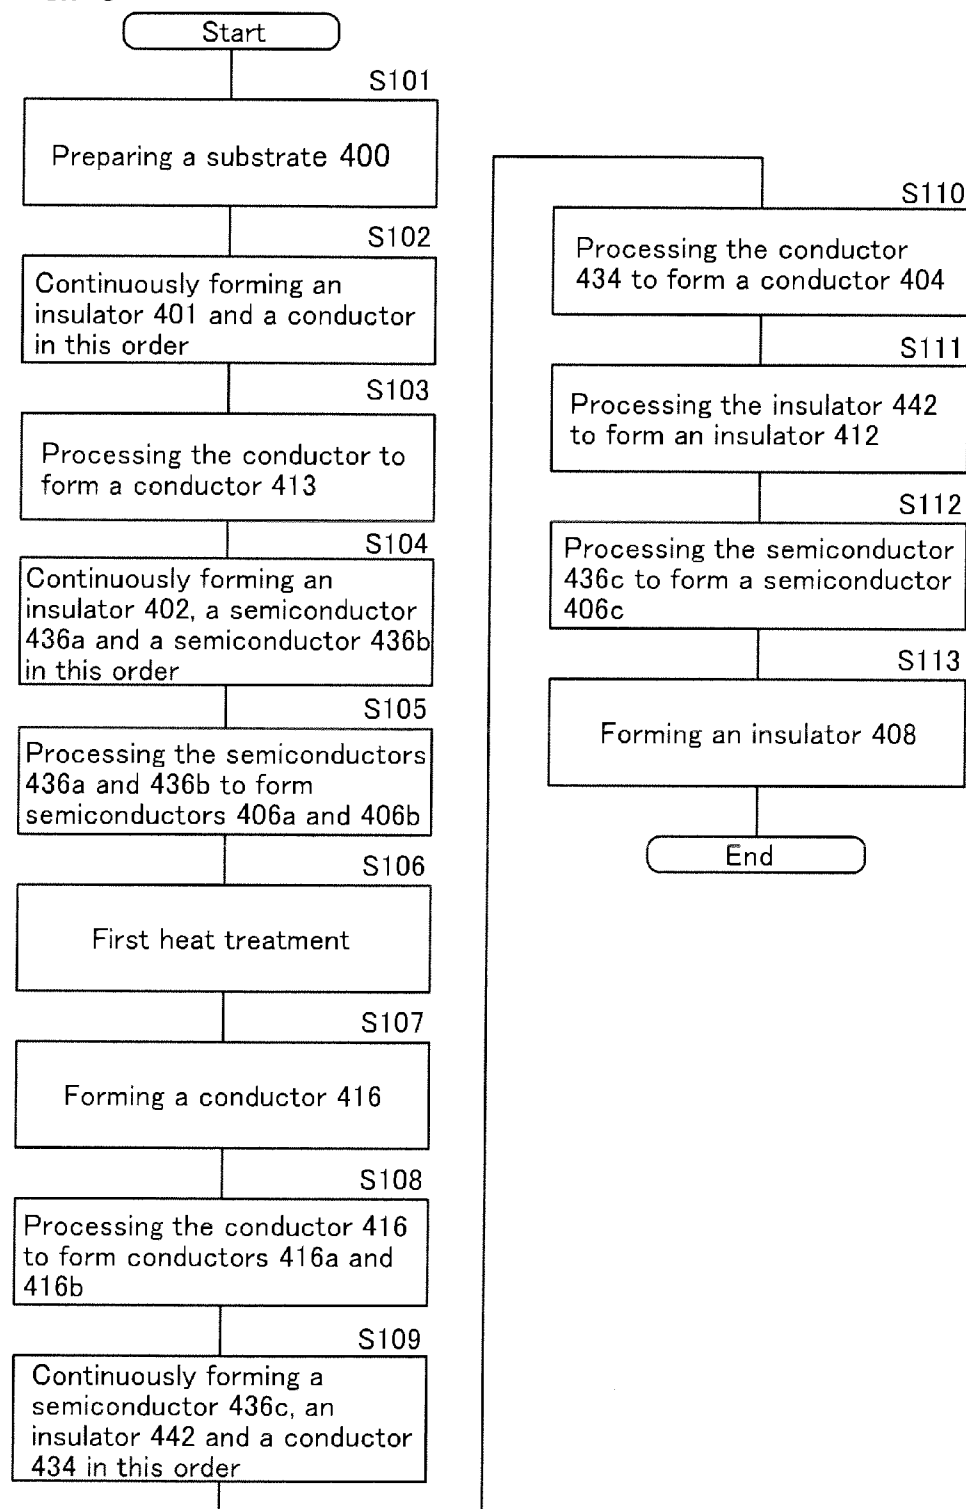 Start
S101
Preparing a substrate 400
S102
Continuously forming an
insulator 401 and a conductor
in this order
S103
Processing the conductor to
form a conductor 413
S104
Continuously forming an
insulator 402, a semiconductor
436a and a semiconductor 436b
in this order
S105
Processing the semiconductors
436a and 436b to form
semiconductors 406a and 406b
S106
First heat treatment
S107
Forming a conductor 416
S108
Processing the conductor 416
to form conductors 416a and
416b
S109
Continuously forming a
semiconductor 436c, an
insulator 442 and a conductor
434 in this order
S110
Processing the conductor
434 to form a conductor 404
S111
Processing the insulator 442
to form an insulator 412
S112
Processing the semiconductor
436c to form a semiconductor
406c
S113
Forming an insulator 408
End